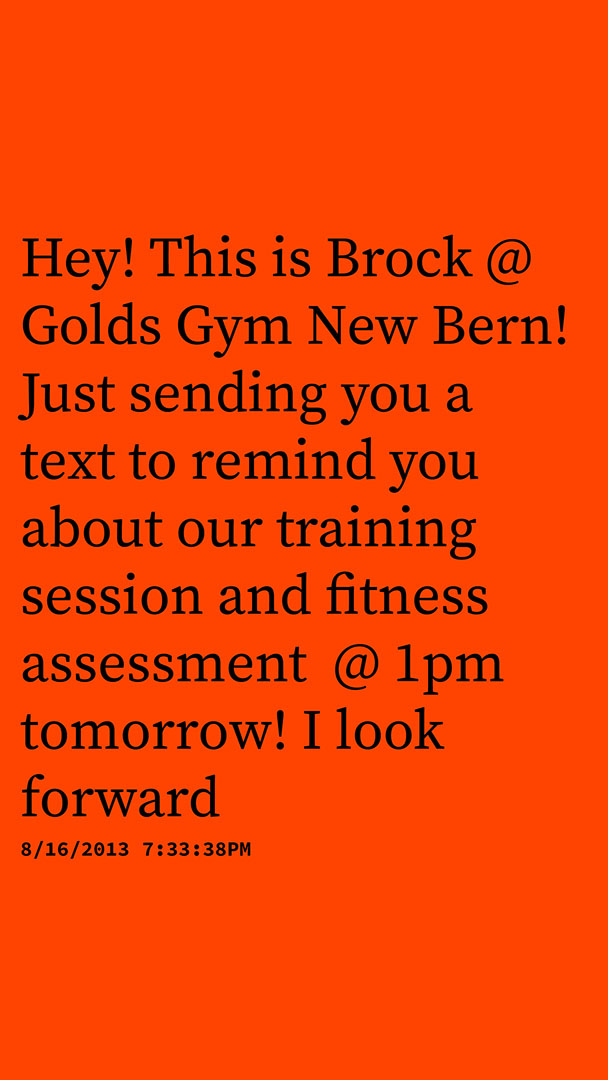 Hey! This is Brock @
Golds Gym New Bern!
Just sending you a
text to remind you
about our training
session and fitness
assessment  @ 1pm
tomorrow! I look
forward
8/16/2013 7:33:38PM